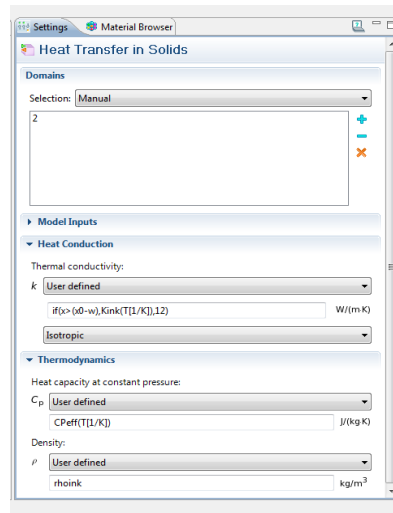 Settings Material Browser
Heat Transfer in Solids
Domains
Selection: Manual
2
Model Inputs
Heat Conduction
Thermal conductivity:
k User defined
if(x>(x0-w),Kink(T[1/K]),12) W/(m·K)
Isotropic
Thermodynamics
Heat capacity at constant pressure:
Cp User defined
CPeff(T[1/K]) J/(kg·K)
Density:
ρ User defined
rhoink kg/m³